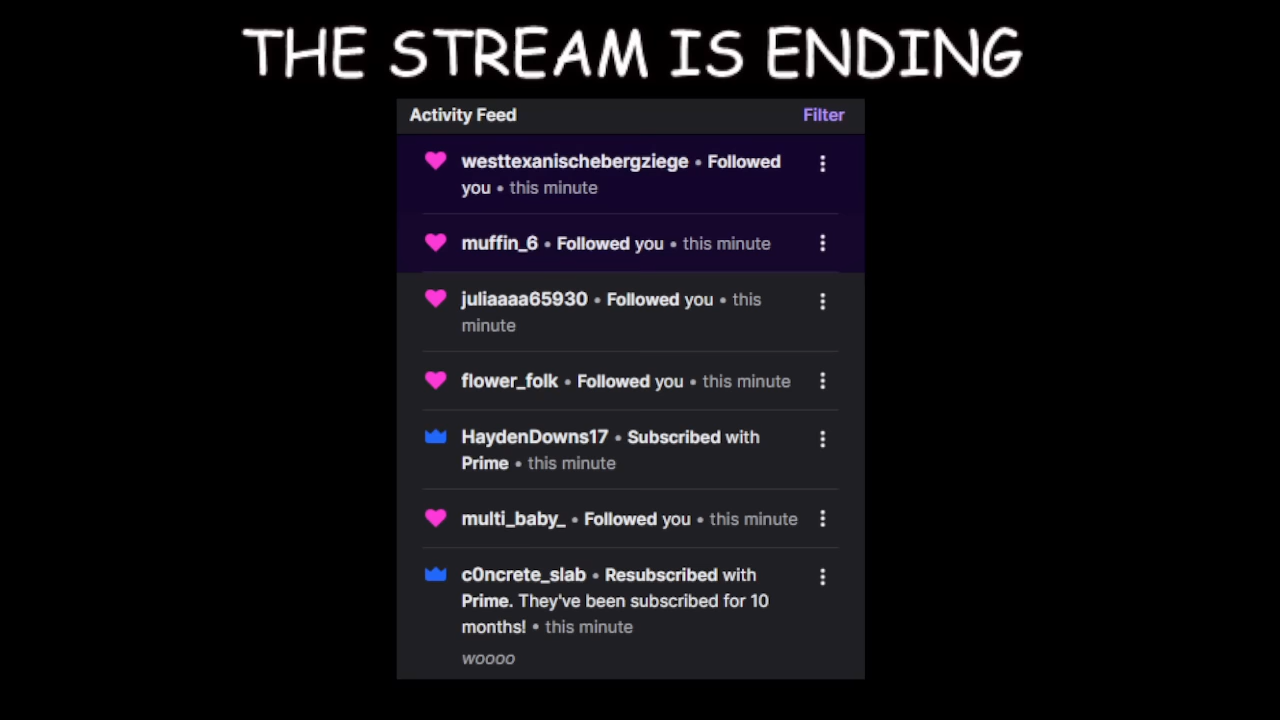 THE STREAM IS ENDING
Activity Feed Filter
westtexanischebergziege • Followed
you • this minute
muffin_6 • Followed you • this minute
juliaaaa65930 • Followed you • this
minute
flower_folk • Followed you • this minute
HaydenDowns17 • Subscribed with
Prime • this minute
multi_baby_ • Followed you • this minute
c0ncrete_slab • Resubscribed with
Prime. They've been subscribed for 10
months! • this minute
woooo